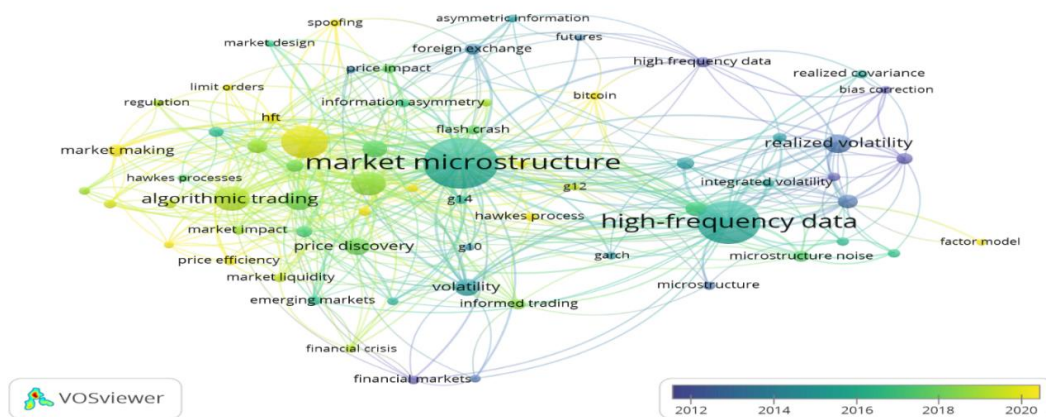 spoofing
asymmetric information
market design
foreign exchange
futures
price impact
high frequency data
realized covariance
limit orders
bias correction
regulation
information asymmetry
bitcoin
hft
flash crash
market making
realized volatility
market microstructure
hawkes processes
integrated volatility
g12
algorithmic trading
g14
hawkes process
high-frequency data
market impact
price discovery
g10
factor model
price efficiency
garch
microstructure noise
market liquidity
volatility
microstructure
emerging markets
informed trading
financial crisis
financial markets
VOSviewer
2012 2014 2016 2018 2020